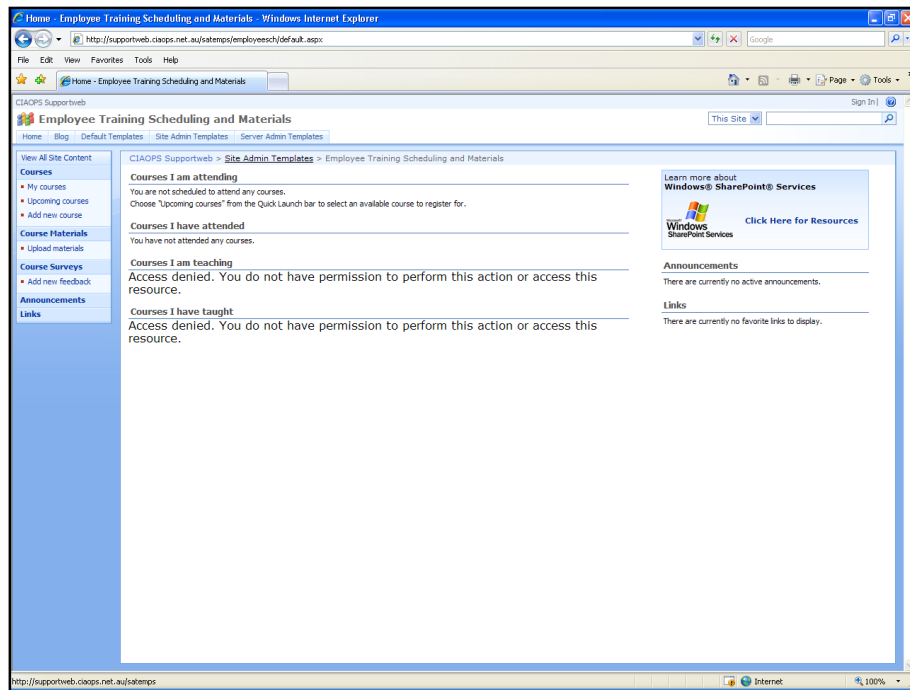 Home - Employee Training Scheduling and Materials - Windows Internet Explorer
http://supportweb.ciaops.net.au/satemps/employeesch/default.aspx
Google
File Edit View Favorites Tools Help
Home - Employee Training Scheduling and Materials
Page Tools
CIAOPS Supportweb
Sign In |
Employee Training Scheduling and Materials
This Site
Home Blog Default Templates Site Admin Templates Server Admin Templates
View All Site Content
Courses
My courses
Upcoming courses
Add new course
Course Materials
Upload materials
Course Surveys
Add new feedback
Announcements
Links
CIAOPS Supportweb > Site Admin Templates > Employee Training Scheduling and Materials
Courses I am attending
You are not scheduled to attend any courses.
Choose "Upcoming courses" from the Quick Launch bar to select an available course to register for.
Courses I have attended
You have not attended any courses.
Courses I am teaching
Access denied. You do not have permission to perform this action or access this
resource.
Courses I have taught
Access denied. You do not have permission to perform this action or access this
resource.
Learn more about
Windows® SharePoint® Services
Microsoft
Windows
SharePoint Services
Click Here for Resources
Announcements
There are currently no active announcements.
Links
There are currently no favorite links to display.
http://supportweb.ciaops.net.au/satemps
Internet
100%